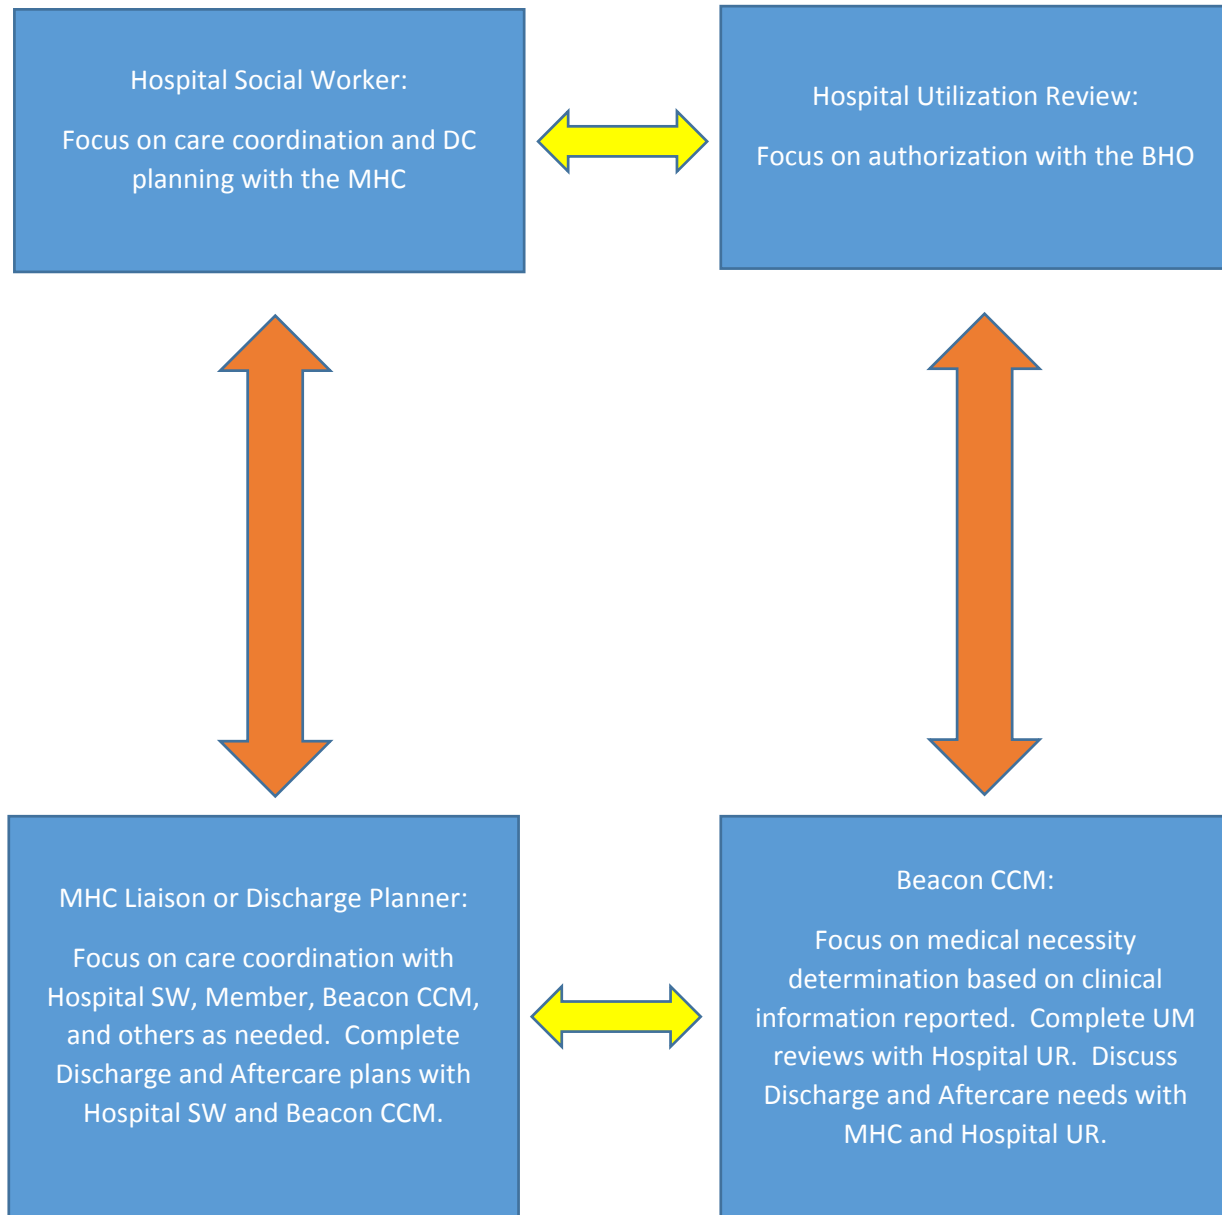 Hospital Social Worker:
Focus on care coordination and DC
planning with the MHC
Hospital Utilization Review:
Focus on authorization with the BHO
MHC Liaison or Discharge Planner:
Focus on care coordination with
Hospital SW, Member, Beacon CCM,
and others as needed.  Complete
Discharge and Aftercare plans with
Hospital SW and Beacon CCM.
Beacon CCM:
Focus on medical necessity
determination based on clinical
information reported.  Complete UM
reviews with Hospital UR.  Discuss
Discharge and Aftercare needs with
MHC and Hospital UR.